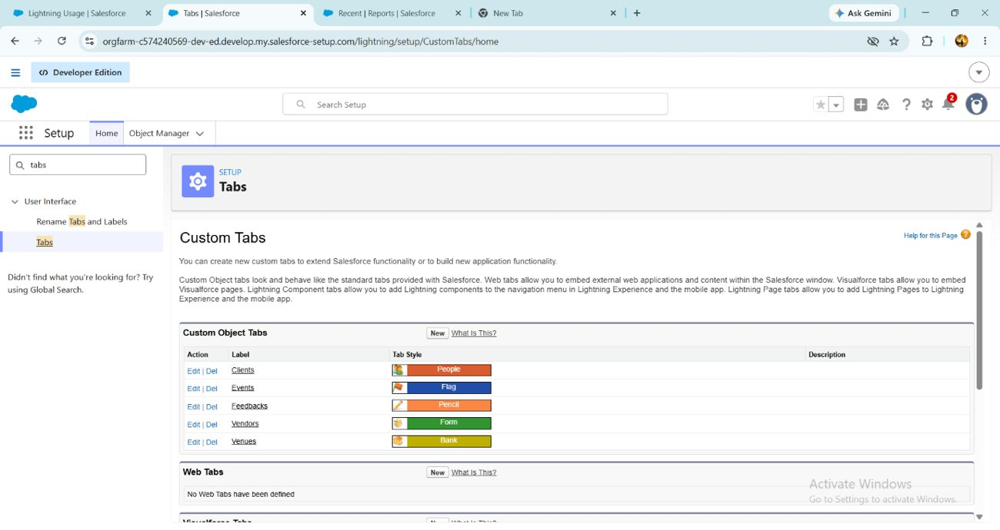 Lightning Usage | Salesforce
Tabs | Salesforce
Recent | Reports | Salesforce
New Tab
Ask Gemini
orgfarm-c574240569-dev-ed.develop.my.salesforce-setup.com/lightning/setup/CustomTabs/home
Developer Edition
Search Setup
2
Setup
Home
Object Manager
tabs
User Interface
Rename Tabs and Labels
Tabs
Didn't find what you're looking for? Try
using Global Search.
SETUP
Tabs
Custom Tabs
Help for this Page
You can create new custom tabs to extend Salesforce functionality or to build new application functionality.
Custom Object tabs look and behave like the standard tabs provided with Salesforce. Web tabs allow you to embed external web applications and content within the Salesforce window. Visualforce tabs allow you to embed
Visualforce pages. Lightning Component tabs allow you to add Lightning components to the navigation menu in Lightning Experience and the mobile app. Lightning Page tabs allow you to add Lightning Pages to Lightning
Experience and the mobile app.
Custom Object Tabs New What Is This?
Action Label Tab Style Description
Edit | Del Clients People
Edit | Del Events Flag
Edit | Del Feedbacks Pencil
Edit | Del Vendors Form
Edit | Del Venues Bank
Web Tabs New What Is This?
No Web Tabs have been defined
Activate Windows
Go to Settings to activate Windows.